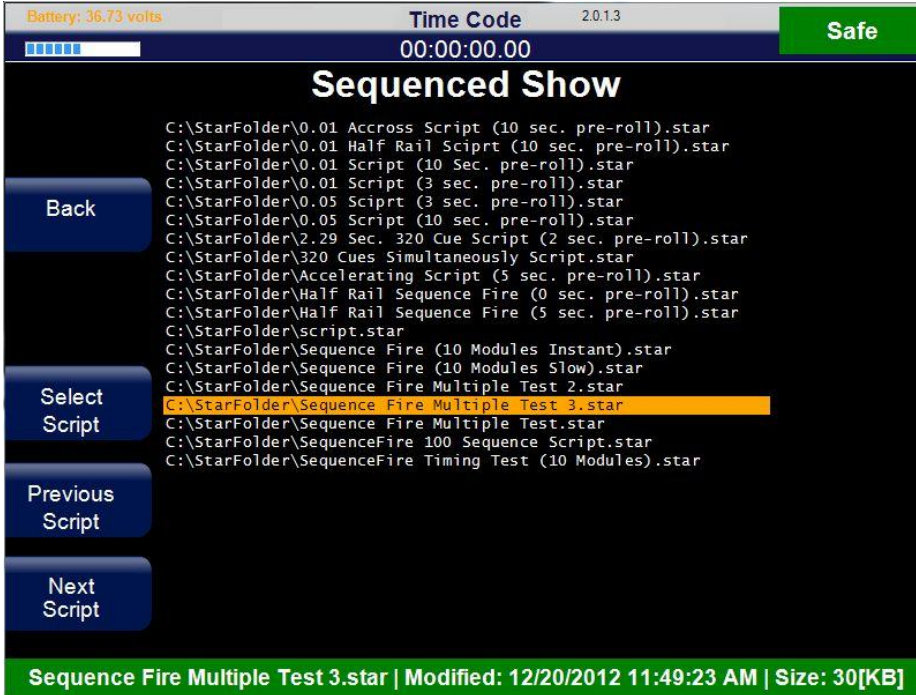 Battery: 36.73 volts
Time Code
2.0.1.3
Safe
00:00:00.00
Sequenced Show
C:\StarFolder\0.01 Accross Script (10 sec. pre-roll).star
C:\StarFolder\0.01 Half Rail Sciprt (10 sec. pre-roll).star
C:\StarFolder\0.01 Script (10 Sec. pre-roll).star
C:\StarFolder\0.01 Script (3 sec. pre-roll).star
C:\StarFolder\0.05 Sciprt (3 sec. pre-roll).star
C:\StarFolder\0.05 Script (10 sec. pre-roll).star
C:\StarFolder\2.29 Sec. 320 Cue Script (2 sec. pre-roll).star
C:\StarFolder\320 Cues Simultaneously Script.star
C:\StarFolder\Accelerating Script (5 sec. pre-roll).star
C:\StarFolder\Half Rail Sequence Fire (0 sec. pre-roll).star
C:\StarFolder\Half Rail Sequence Fire (5 sec. pre-roll).star
C:\StarFolder\script.star
C:\StarFolder\Sequence Fire (10 Modules Instant).star
C:\StarFolder\Sequence Fire (10 Modules Slow).star
C:\StarFolder\Sequence Fire Multiple Test 2.star
C:\StarFolder\Sequence Fire Multiple Test 3.star
C:\StarFolder\Sequence Fire Multiple Test.star
C:\StarFolder\SequenceFire 100 Sequence Script.star
C:\StarFolder\SequenceFire Timing Test (10 Modules).star
Back
Select
Script
Previous
Script
Next
Script
Sequence Fire Multiple Test 3.star | Modified: 12/20/2012 11:49:23 AM | Size: 30[KB]